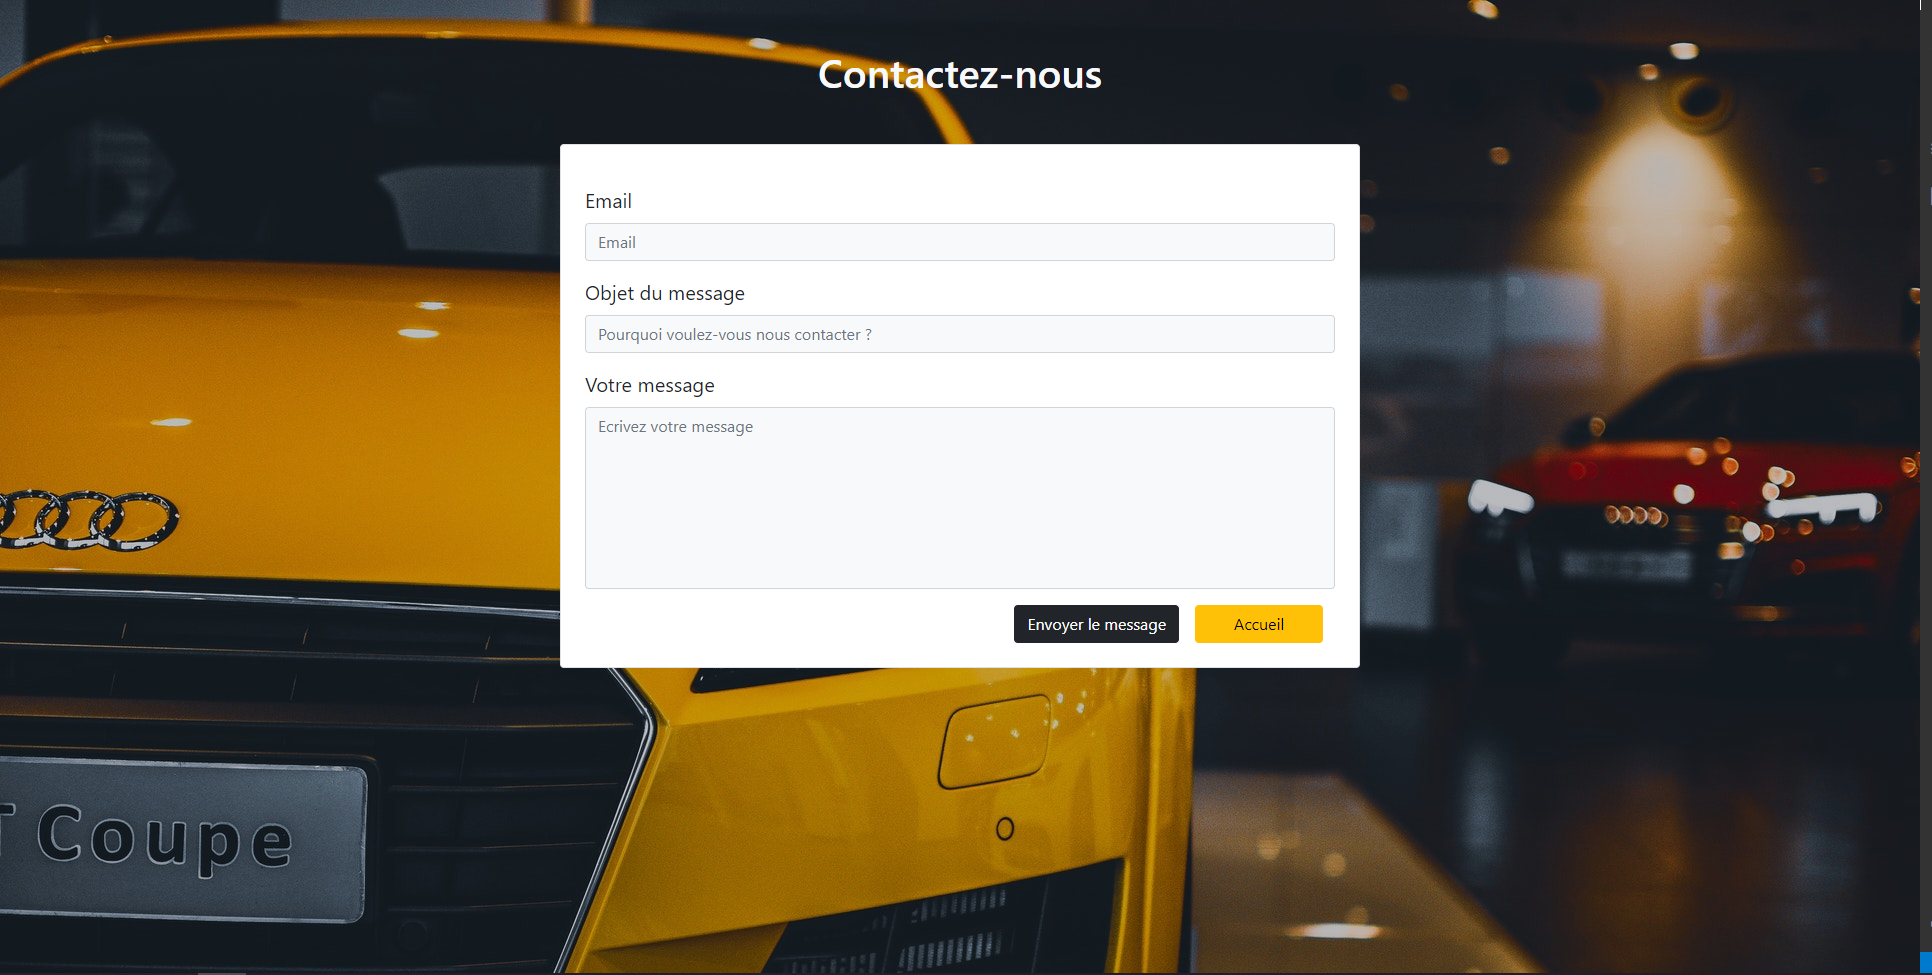 Contactez-nous
Email
Email
Objet du message
Pourquoi voulez-vous nous contacter ?
Votre message
Ecrivez votre message
Envoyer le message
Accueil
T Coupe